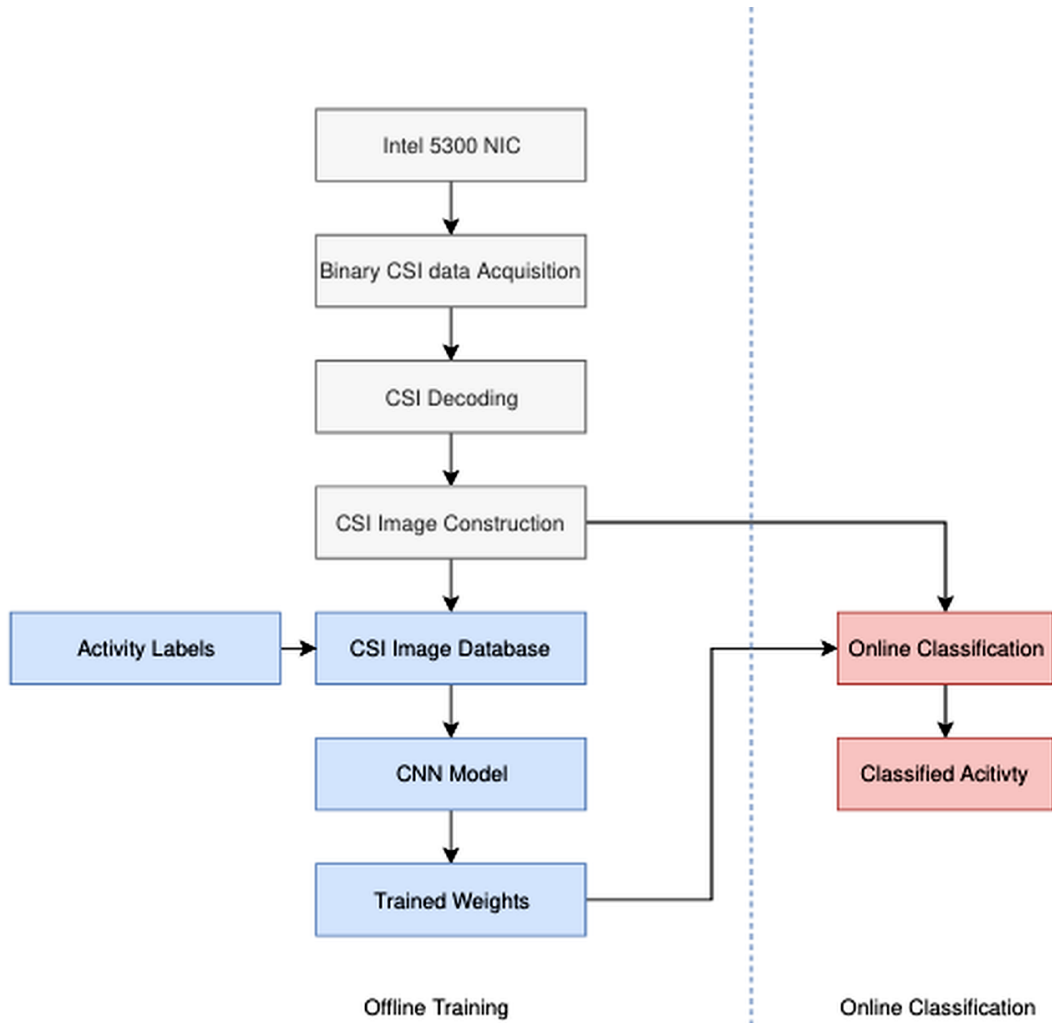 Intel 5300 NIC
Binary CSI data Acquisition
CSI Decoding
CSI Image Construction
Activity Labels
CSI Image Database
Online Classification
CNN Model
Classified Acitivty
Trained Weights
Offline Training
Online Classification